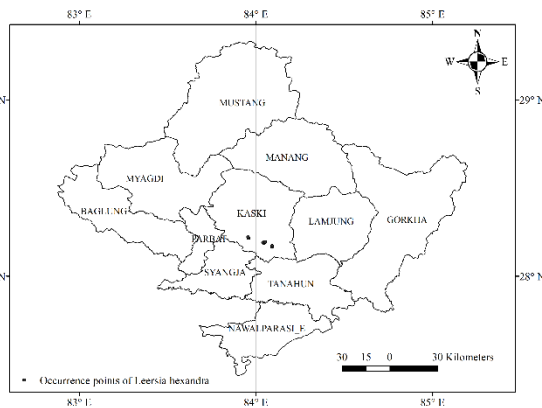 83° E 84° E 85° E
N
W E
S
29° N
MUSTANG
MANANG
MYAGDI
BAGLUNG
KASKI
LAMJUNG
GORKHA
PARBAT
SYANGJA
28° N
TANAHUN
NAWALPARASI_E
30 15 0 30 Kilometers
Occurrence points of Leersia hexandra
83° E 84° E 85° E